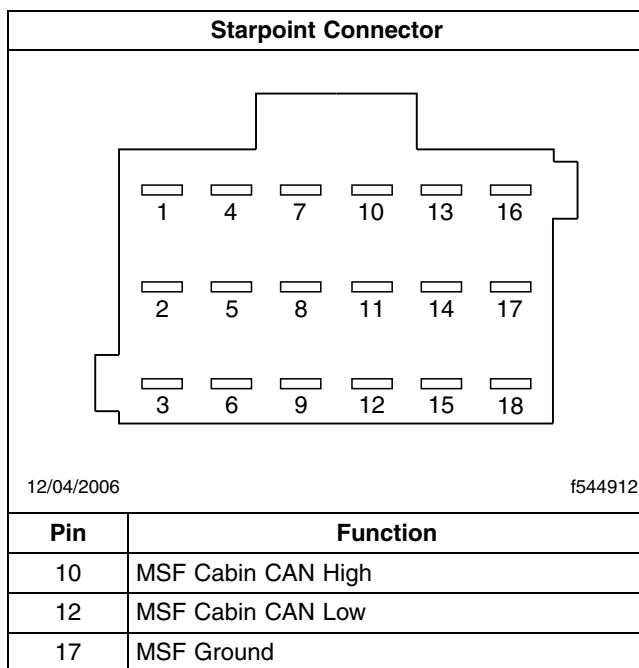 Starpoint Connector
1 4 7 10 13 16
2 5 8 11 14 17
3 6 9 12 15 18
12/04/2006 f544912
Pin Function
10 MSF Cabin CAN High
12 MSF Cabin CAN Low
17 MSF Ground